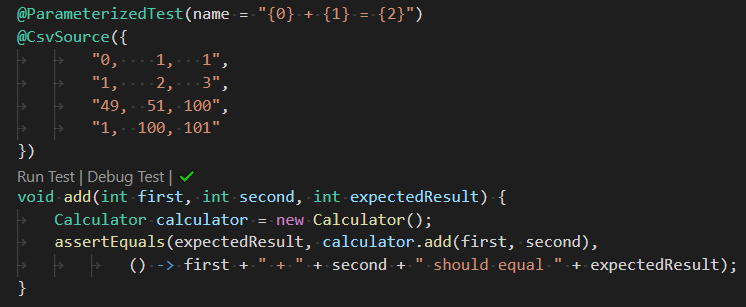 @ParameterizedTest(name = "{0} + {1} = {2}")
@CsvSource({
        "0,    1,   1",
        "1,    2,   3",
        "49,  51, 100",
        "1,  100, 101"
})
Run Test | Debug Test | ✓
void add(int first, int second, int expectedResult) {
    Calculator calculator = new Calculator();
    assertEquals(expectedResult, calculator.add(first, second),
            () -> first + " + " + second + " should equal " + expectedResult);
}